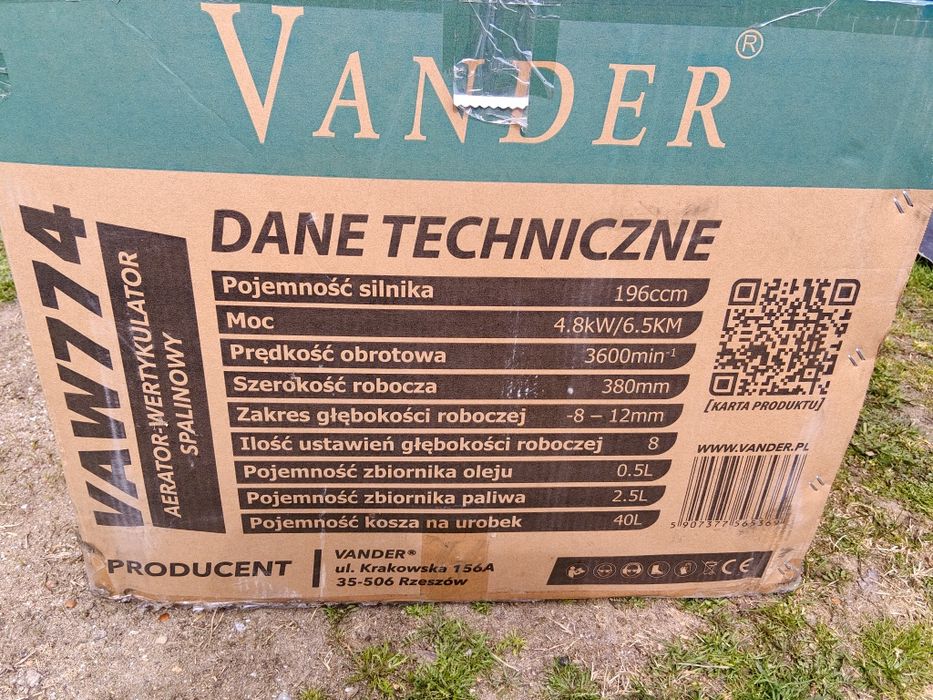 VANDER®
VAW774
AERATOR-WERTYKULATOR
SPALINOWY
DANE TECHNICZNE
Pojemność silnika 196ccm
Moc 4.8kW/6.5KM
Prędkość obrotowa 3600min⁻¹
Szerokość robocza 380mm
Zakres głębokości roboczej -8 – 12mm
Ilość ustawień głębokości roboczej 8
Pojemność zbiornika oleju 0.5L
Pojemność zbiornika paliwa 2.5L
Pojemność kosza na urobek 40L
[KARTA PRODUKTU]
WWW.VANDER.PL
PRODUCENT
VANDER®
ul. Krakowska 156A
35-506 Rzeszów
CE